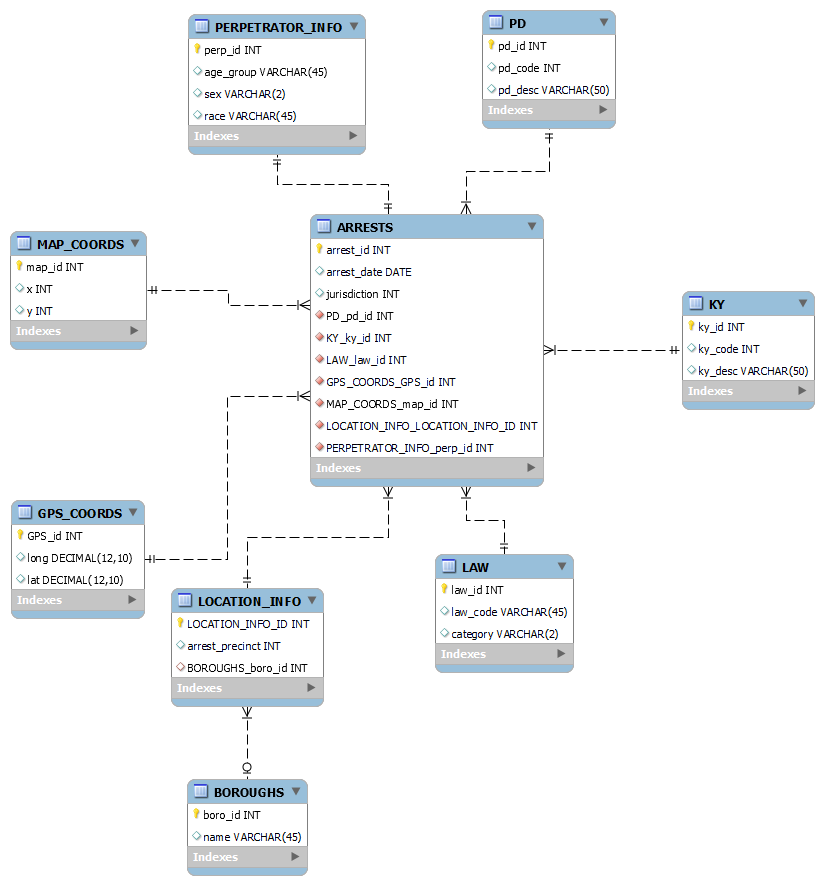 PERPETRATOR_INFO
perp_id INT
age_group VARCHAR(45)
sex VARCHAR(2)
race VARCHAR(45)
Indexes
PD
pd_id INT
pd_code INT
pd_desc VARCHAR(50)
Indexes
MAP_COORDS
map_id INT
x INT
y INT
Indexes
ARRESTS
arrest_id INT
arrest_date DATE
jurisdiction INT
PD_pd_id INT
KY_ky_id INT
LAW_law_id INT
GPS_COORDS_GPS_id INT
MAP_COORDS_map_id INT
LOCATION_INFO_LOCATION_INFO_ID INT
PERPETRATOR_INFO_perp_id INT
Indexes
KY
ky_id INT
ky_code INT
ky_desc VARCHAR(50)
Indexes
GPS_COORDS
GPS_id INT
long DECIMAL(12,10)
lat DECIMAL(12,10)
Indexes
LOCATION_INFO
LOCATION_INFO_ID INT
arrest_precinct INT
BOROUGHS_boro_id INT
Indexes
LAW
law_id INT
law_code VARCHAR(45)
category VARCHAR(2)
Indexes
BOROUGHS
boro_id INT
name VARCHAR(45)
Indexes